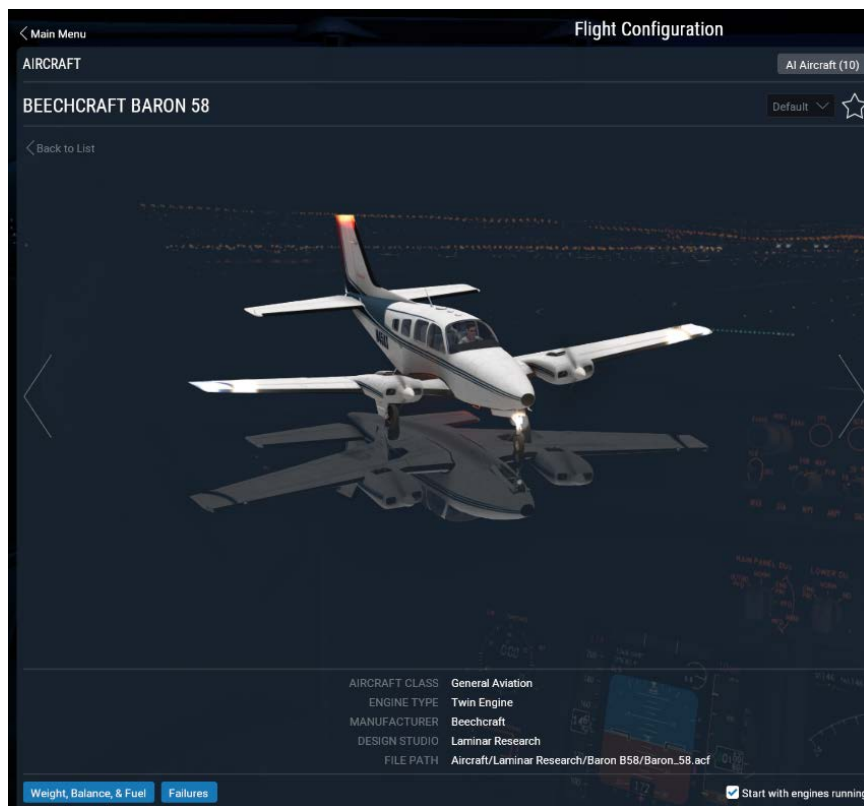 Main Menu
Flight Configuration
AIRCRAFT
AI Aircraft (10)
BEECHCRAFT BARON 58
Default
Back to List
AIRCRAFT CLASS General Aviation
ENGINE TYPE Twin Engine
MANUFACTURER Beechcraft
DESIGN STUDIO Laminar Research
FILE PATH Aircraft/Laminar Research/Baron B58/Baron_58.acf
Weight, Balance, & Fuel
Failures
Start with engines running